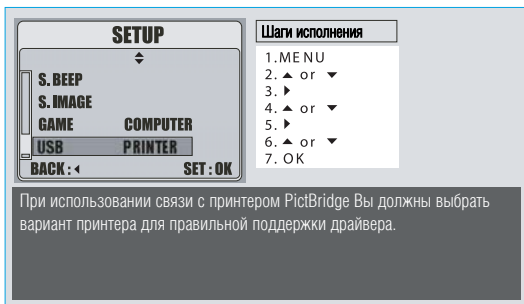 SETUP
S. BEEP
S. IMAGE
GAME COMPUTER
USB PRINTER
BACK : ◂ SET : OK
Шаги исполнения
1.MENU
2. ▲ or ▼
3. ▶
4. ▲ or ▼
5. ▶
6. ▲ or ▼
7. OK
При использовании связи с принтером PictBridge Вы должны выбрать
вариант принтера для правильной поддержки драйвера.